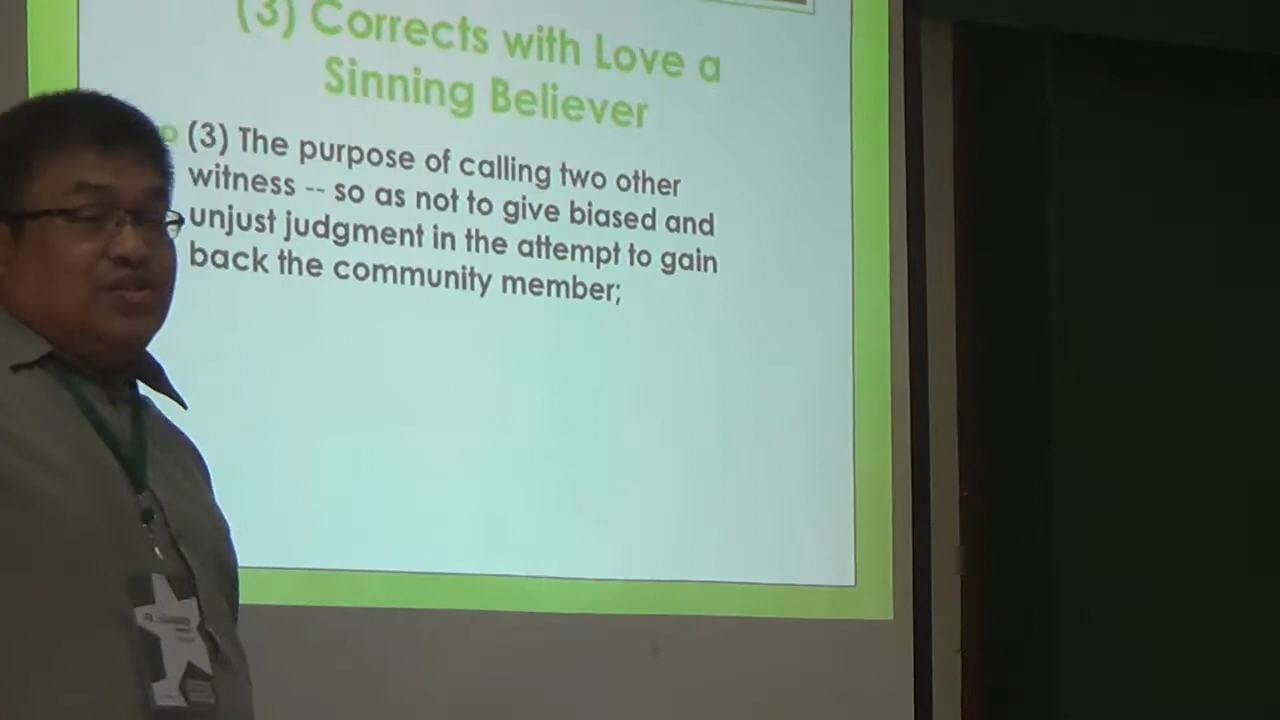 (3) Corrects with Love a
Sinning Believer
(3) The purpose of calling two other
witness -- so as not to give biased and
unjust judgment in the attempt to gain
back the community member;